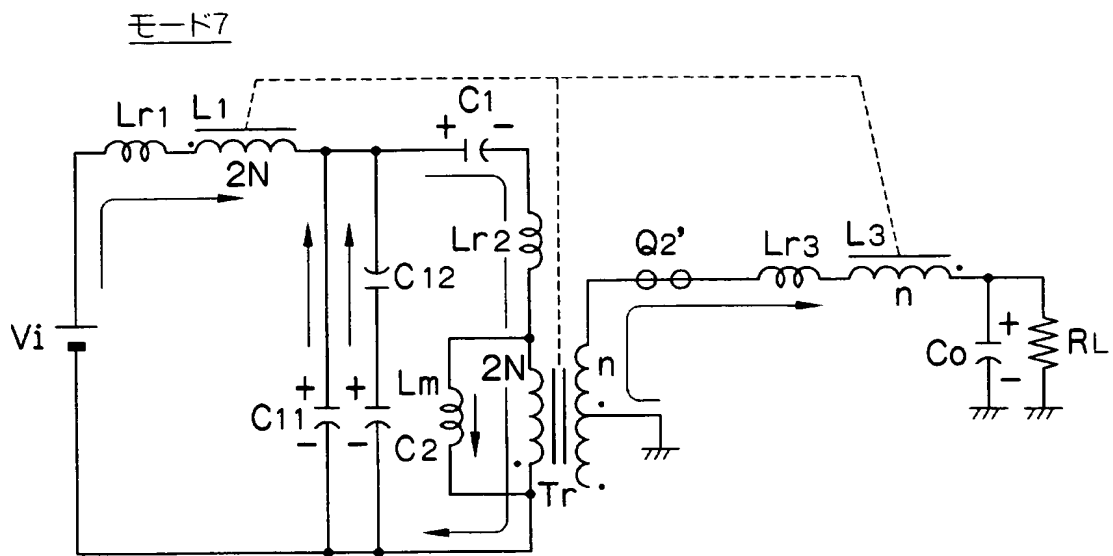 モード7
Lr1
L1
2N
+ C1 -
Lr2
C12
Vi
+
C11
-
+
C2
-
Lm
2N
Tr
n
Q2'
Lr3
L3
n
Co
+
-
RL